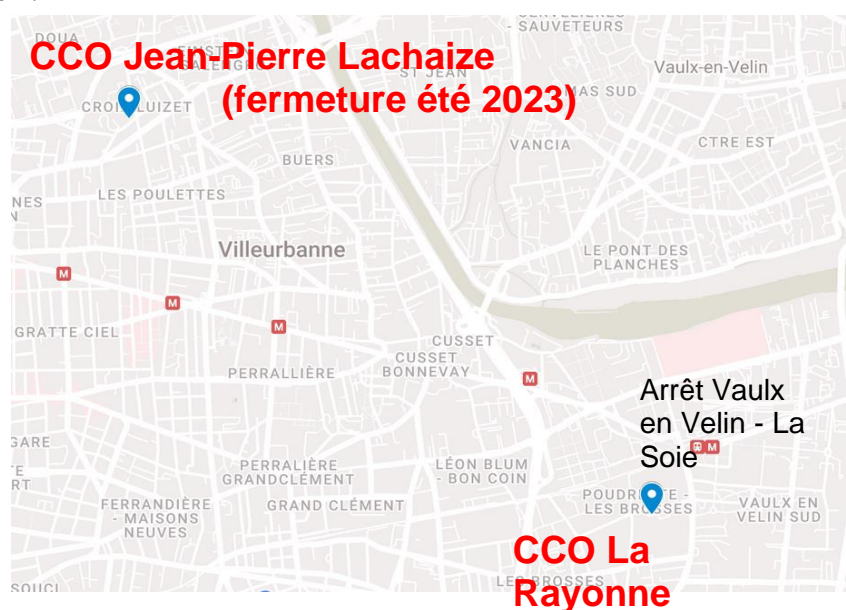 DOUA
- SAUVETEURS
CCO Jean-Pierre Lachaize
ST JEAN
Vaulx-en-Velin
(fermeture été 2023)
MAS SUD
CROIX LUIZET
VANCIA
CTRE EST
BUERS
LES POULETTES
NES
N
Villeurbanne
LE PONT DES
PLANCHES
M
M
M
GRATTE CIEL
CUSSET
CUSSET
BONNEVAY
PERRALLIÈRE
M
Arrêt Vaulx
en Velin - La
Soie
M
GARE
PERRALIÈRE
GRANDCLÉMENT
LÉON BLUM
- BON COIN
FERRANDIÈRE
- MAISONS
NEUVES
GRAND CLÉMENT
POUDRETTE -
LES BROSSES
VAULX EN
VELIN SUD
CCO La
Rayonne
LES BROSSES
SOUCI